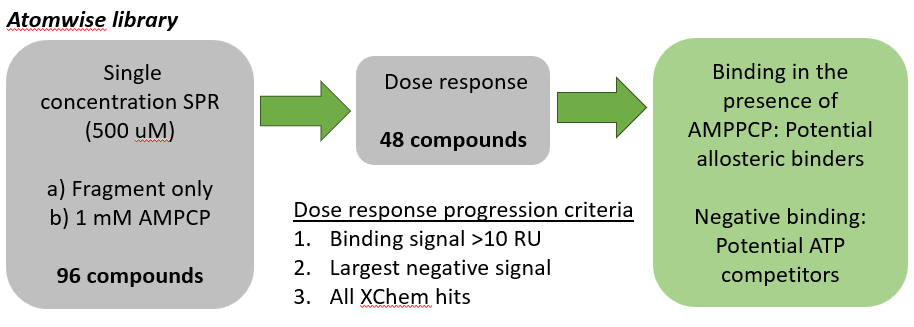 Atomwise library
Single
concentration SPR
(500 uM)
a) Fragment only
b) 1 mM AMPCP
96 compounds
Dose response
48 compounds
Dose response progression criteria
1. Binding signal >10 RU
2. Largest negative signal
3. All XChem hits
Binding in the
presence of
AMPPCP: Potential
allosteric binders
Negative binding:
Potential ATP
competitors